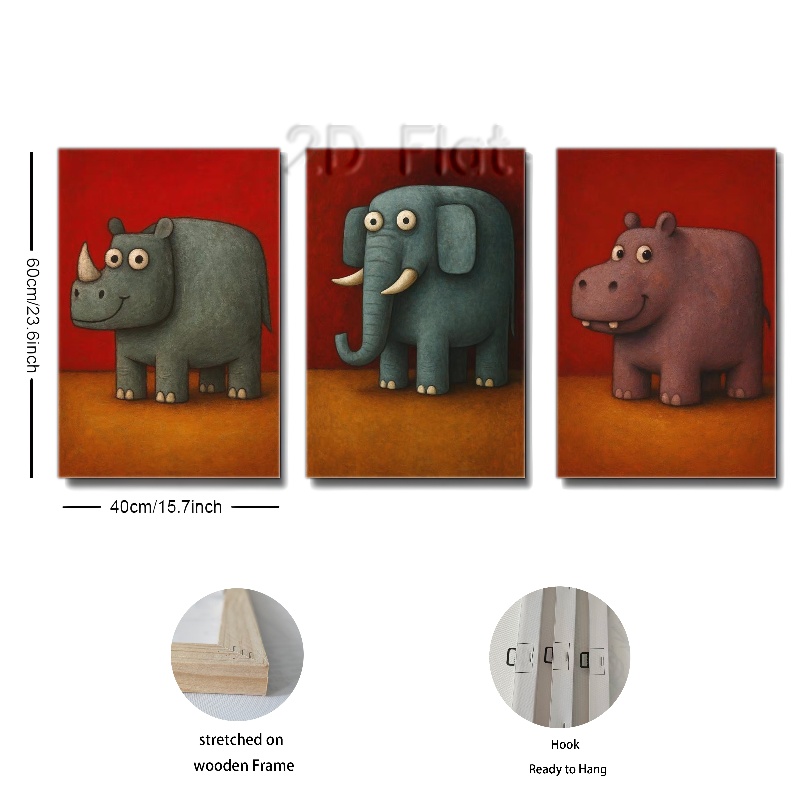 2D Flat
60cm/23.6inch
40cm/15.7inch
stretched on
wooden Frame
Hook
Ready to Hang